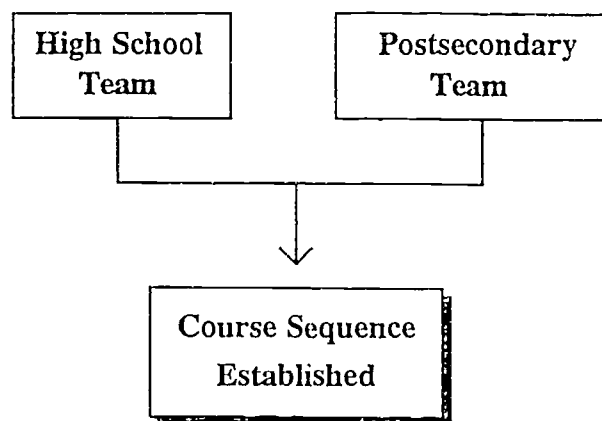 High School
Team
Postsecondary
Team
Course Sequence
Established